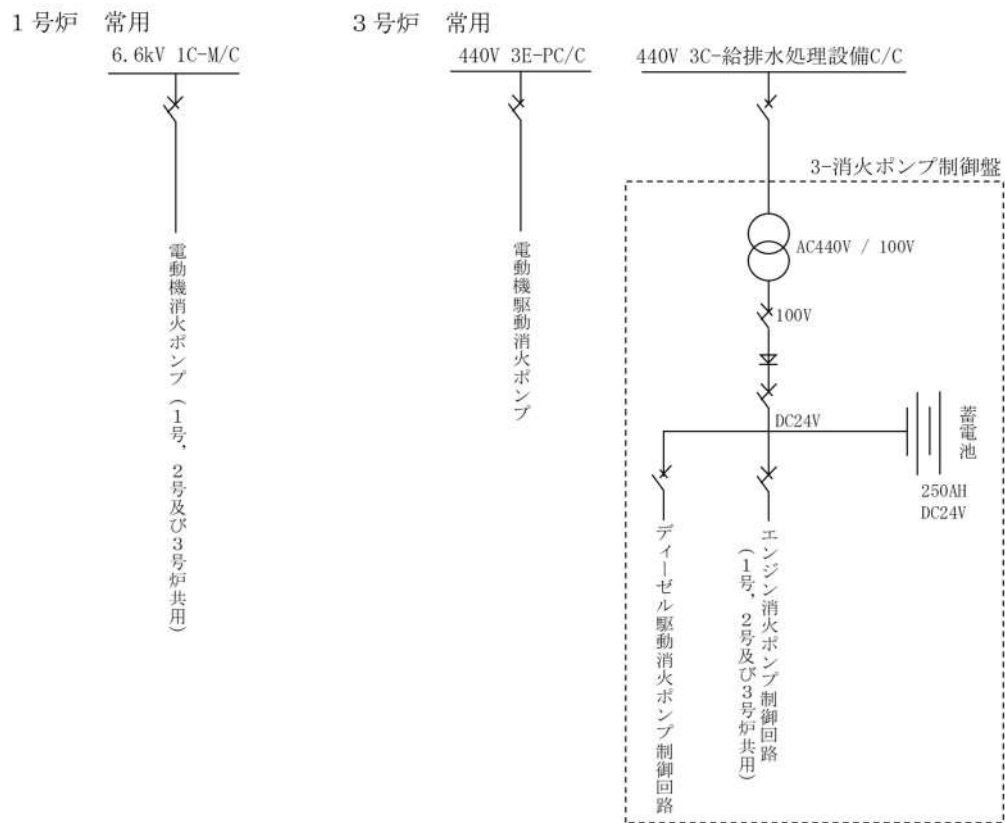 1号炉 常用
6.6kV 1C-M/C
電動機消火ポンプ(1号,2号及び3号炉共用)
3号炉 常用
440V 3E-PC/C
電動機駆動消火ポンプ
440V 3C-給排水処理設備C/C
3-消火ポンプ制御盤
AC440V / 100V
100V
DC24V
蓄電池
250AH
DC24V
ディーゼル駆動消火ポンプ制御回路
エンジン消火ポンプ制御回路
(1号,2号及び3号炉共用)